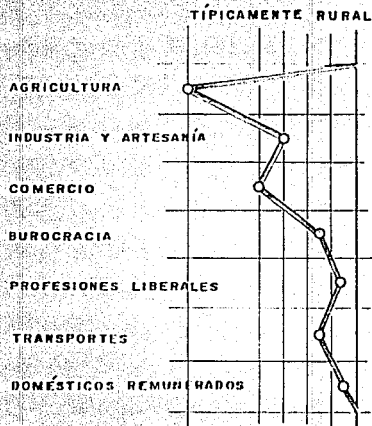 TÍPICAMENTE RURAL
AGRICULTURA
INDUSTRIA Y ARTESANÍA
COMERCIO
BUROCRACIA
PROFESIONES LIBERALES
TRANSPORTES
DOMÉSTICOS REMUNERADOS